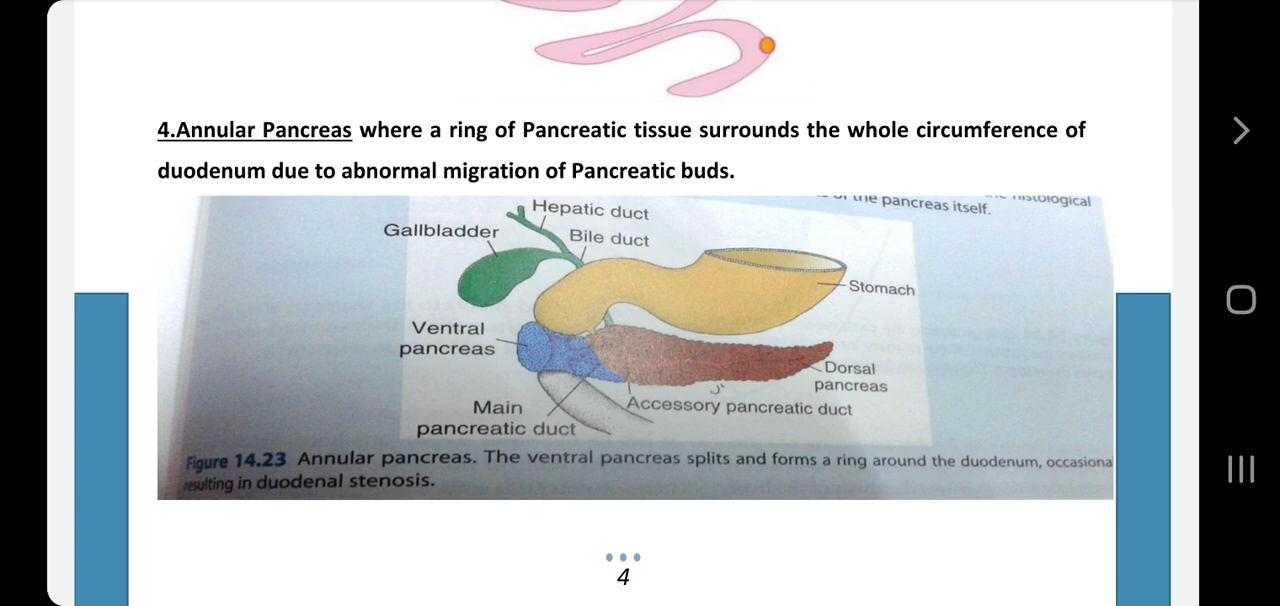 4.Annular Pancreas where a ring of Pancreatic tissue surrounds the whole circumference of
duodenum due to abnormal migration of Pancreatic buds.
the pancreas itself.
histological
Hepatic duct
Gallbladder
Bile duct
Stomach
Ventral
pancreas
Dorsal
pancreas
Main
pancreatic duct
Accessory pancreatic duct
Figure 14.23 Annular pancreas. The ventral pancreas splits and forms a ring around the duodenum, occasiona
resulting in duodenal stenosis.
4